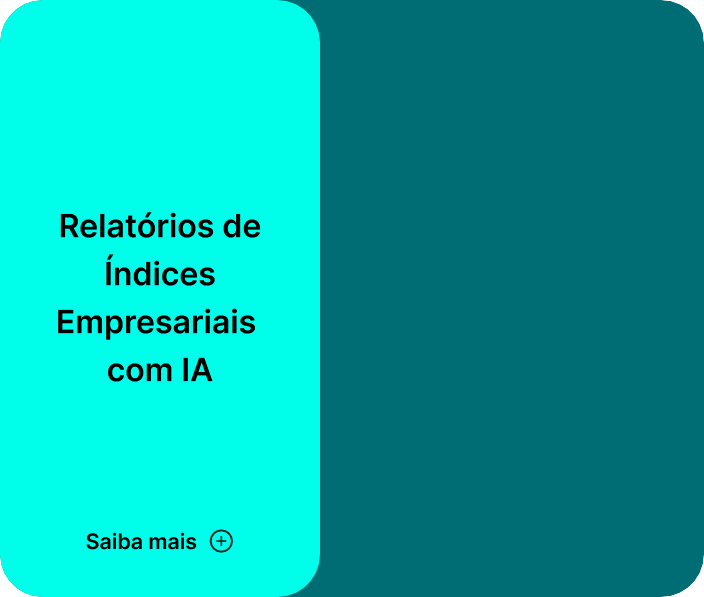 Relatórios de
Índices
Empresariais
com IA
Saiba mais